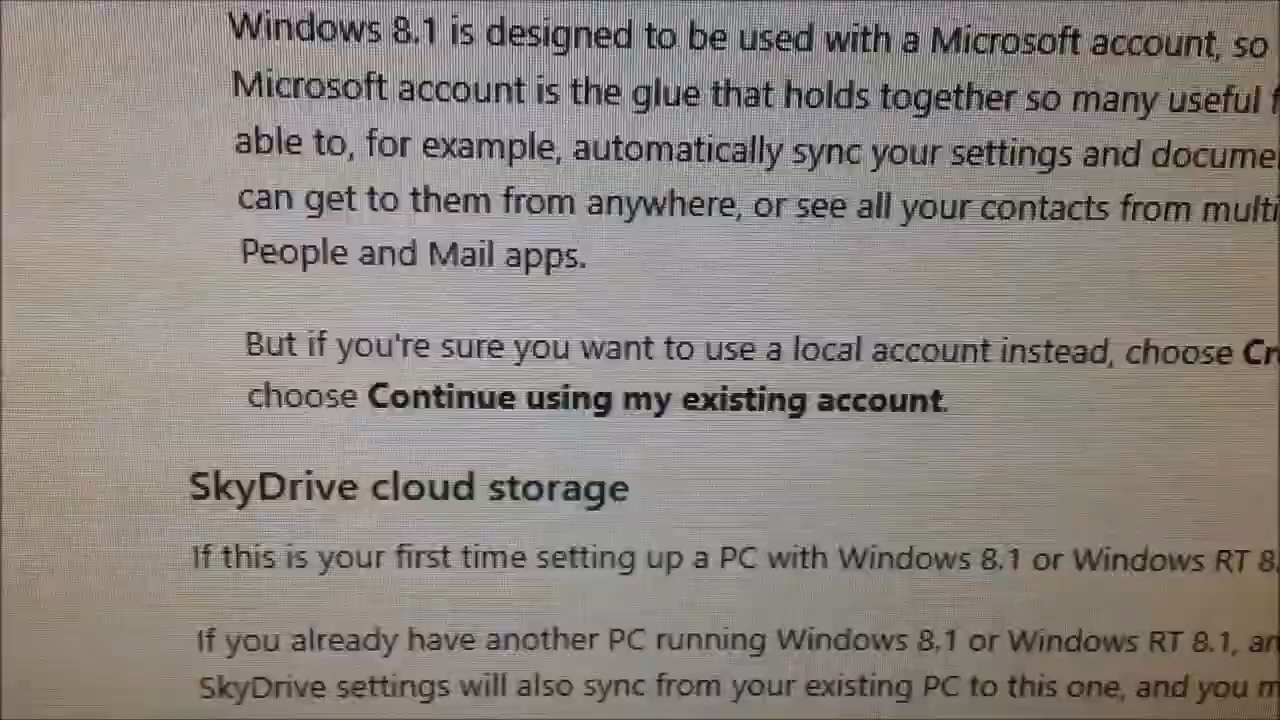 Windows 8.1 is designed to be used with a Microsoft account, so
Microsoft account is the glue that holds together so many useful
able to, for example, automatically sync your settings and
can get to them from anywhere, or see all your contacts from
People and Mail apps.
But if you're sure you want to use a local account instead, choose
choose Continue using my existing account.
SkyDrive cloud storage
If this is your first time setting up a PC with Windows 8.1 or Windows RT
If you already have another PC running Windows 8.1 or Windows RT 8.1,
SkyDrive settings will also sync from your existing PC to this one, and you